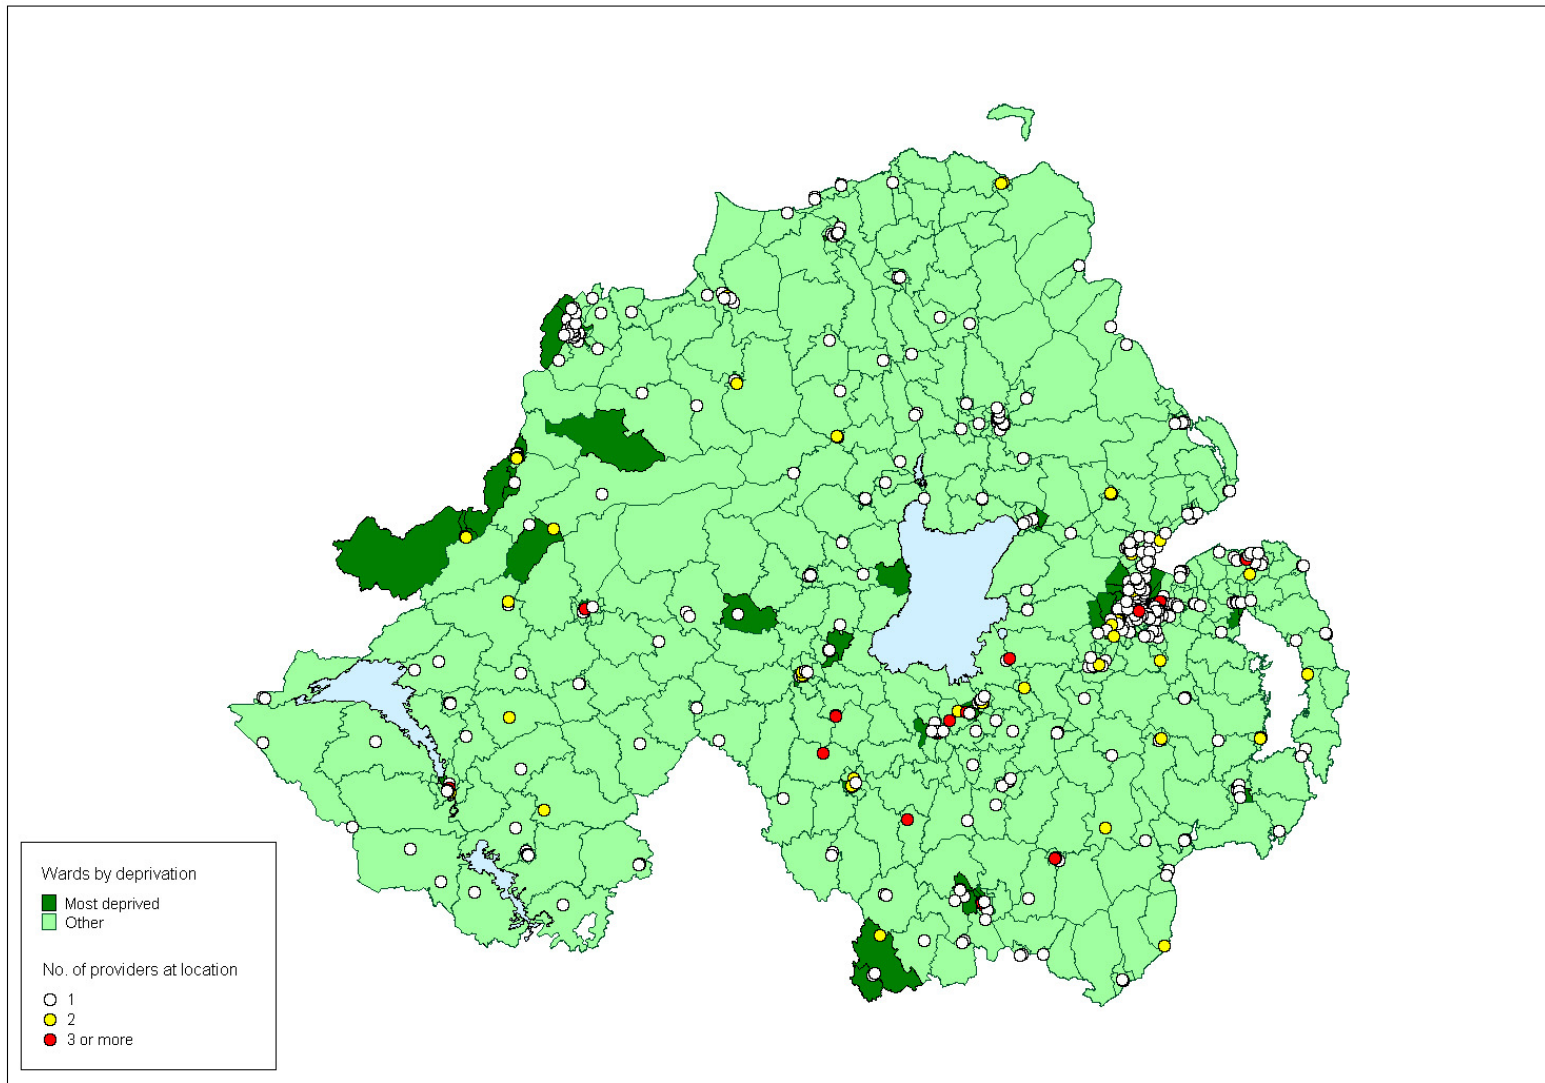 Wards by deprivation
Most deprived
Other
No. of providers at location
1
2
3 or more